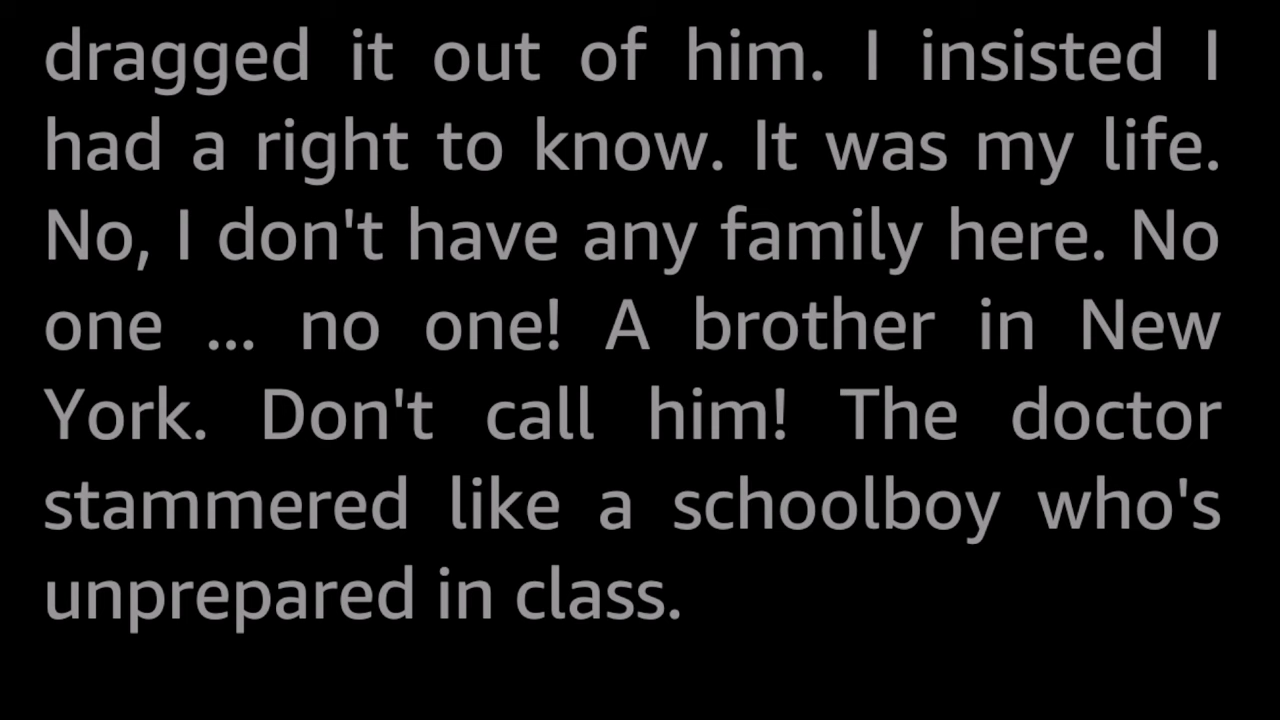 dragged it out of him. I insisted I
had a right to know. It was my life.
No, I don't have any family here. No
one ... no one! A brother in New
York. Don't call him! The doctor
stammered like a schoolboy who's
unprepared in class.